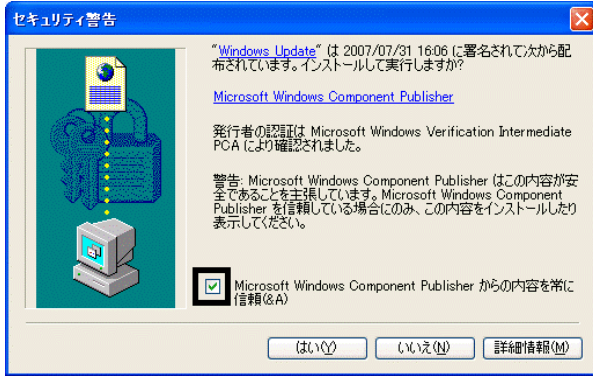 セキュリティ警告
"Windows Update" は 2007/07/31 16:06 に署名されて次から配
布されています。インストールして実行しますか?
Microsoft Windows Component Publisher
発行者の認証は Microsoft Windows Verification Intermediate
PCA により確認されました。
警告: Microsoft Windows Component Publisher はこの内容が安
全であることを主張しています。Microsoft Windows Component
Publisher を信頼している場合にのみ、この内容をインストールしたり
表示してください。
Microsoft Windows Component Publisher からの内容を常に
信頼(&A)
はい(Y)
いいえ(N)
詳細情報(M)